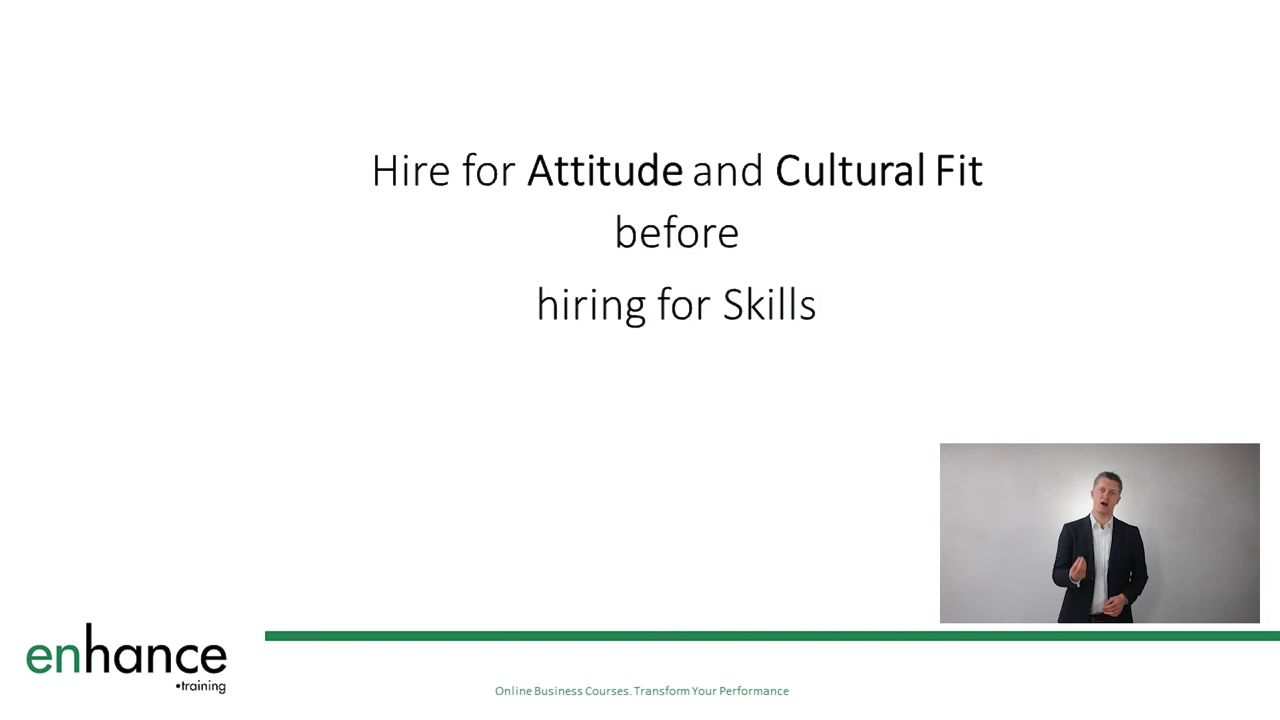 Hire for Attitude and Cultural Fit
before
hiring for Skills
enhance
•training
Online Business Courses. Transform Your Performance